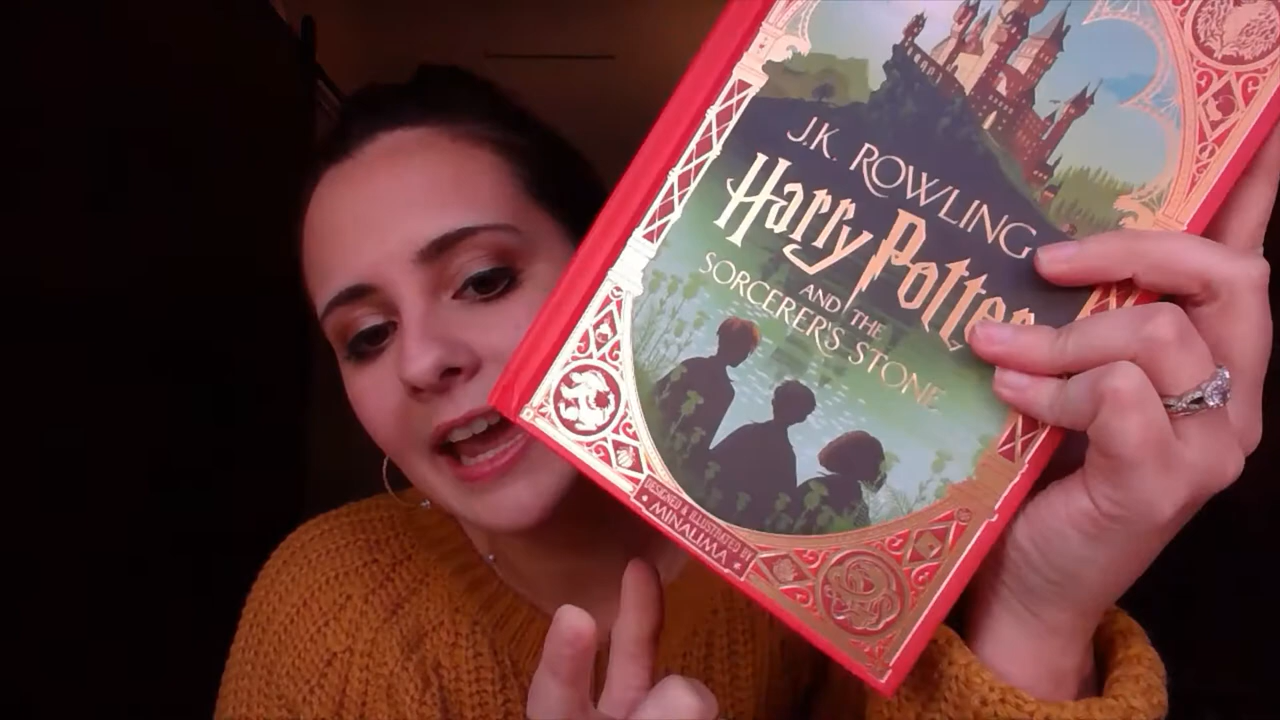 J.K. ROWLING
Harry Potter
AND THE
SORCERER'S STONE
DESIGNED & ILLUSTRATED BY
MINALIMA